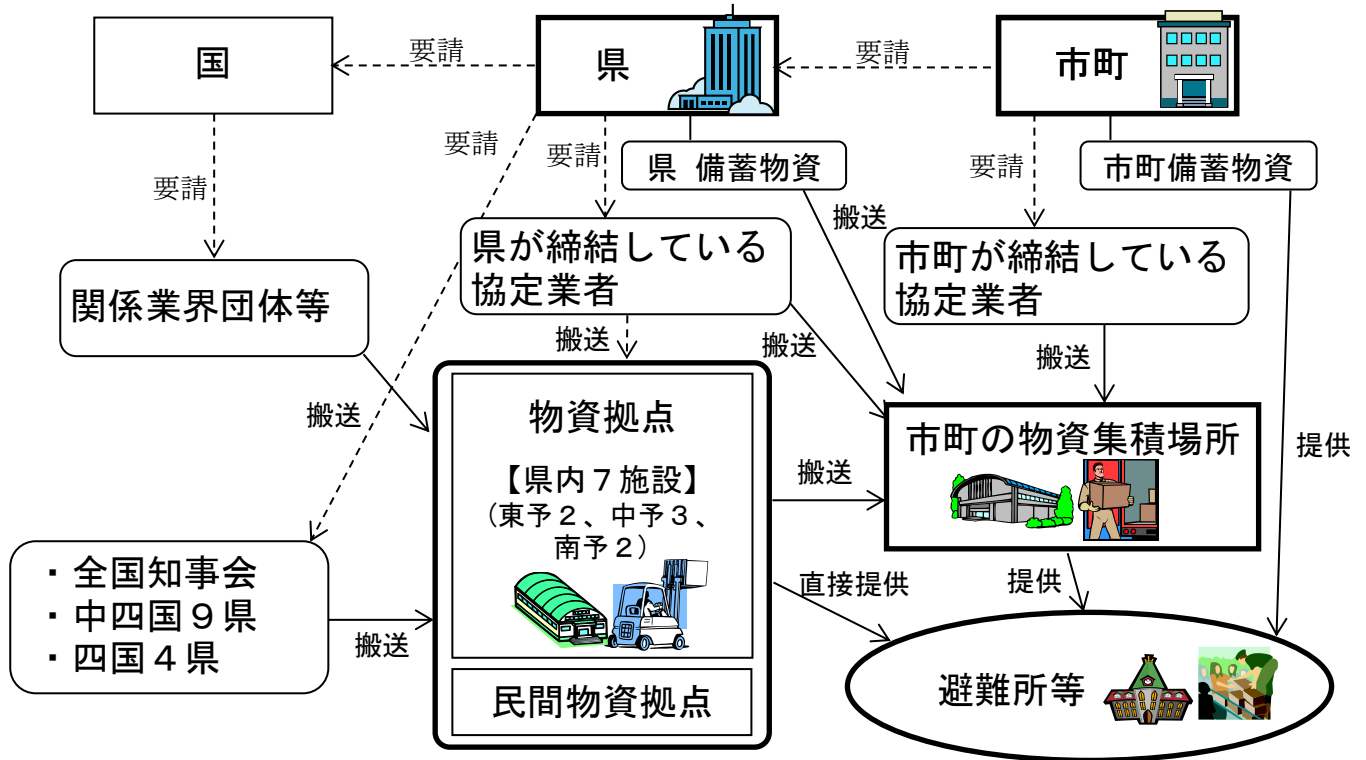 国
要請
県
要請
市町
要請
要請
要請
県 備蓄物資
要請
市町備蓄物資
関係業界団体等
県が締結している
協定業者
搬送
市町が締結している
協定業者
搬送
搬送
搬送
搬送
物資拠点
【県内７施設】
（東予２、中予３、
南予２）
民間物資拠点
搬送
市町の物資集積場所
提供
・全国知事会
・中四国９県
・四国４県
搬送
直接提供
提供
避難所等